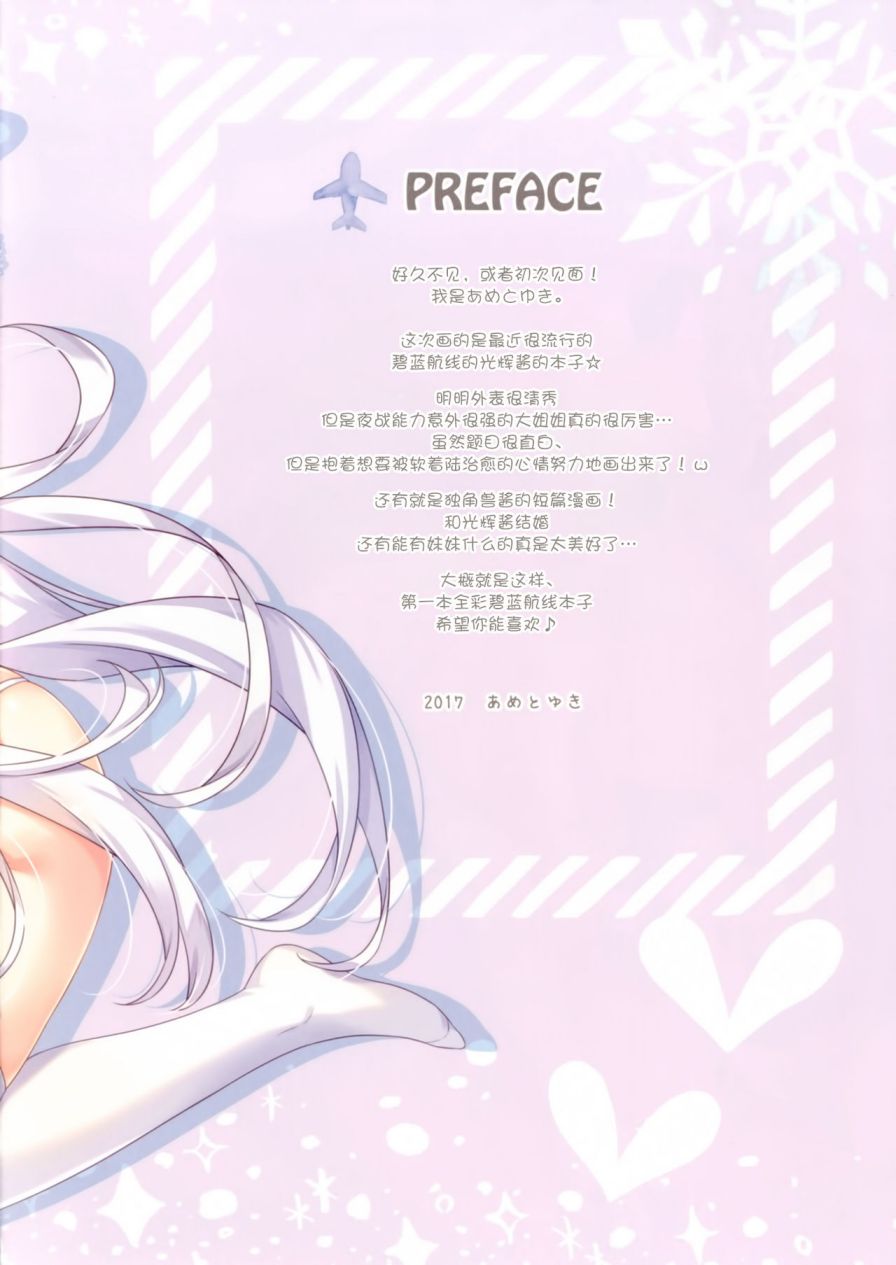 PREFACE
好久不见，或者初次见面！
我是あめとゆき。
这次画的是最近很流行的
碧蓝航线的光辉酱的本子☆
明明外表很清秀
但是夜战能力意外很强的大姐姐真的很厉害…
虽然题目很直白、
但是抱着想要被软着陆治愈的心情努力地画出来了！ω
还有就是独角兽酱的短篇漫画！
和光辉酱结婚
还有能有妹妹什么的真是太美好了…
大概就是这样、
第一本全彩碧蓝航线本子
希望你能喜欢♪
2017 あめとゆき